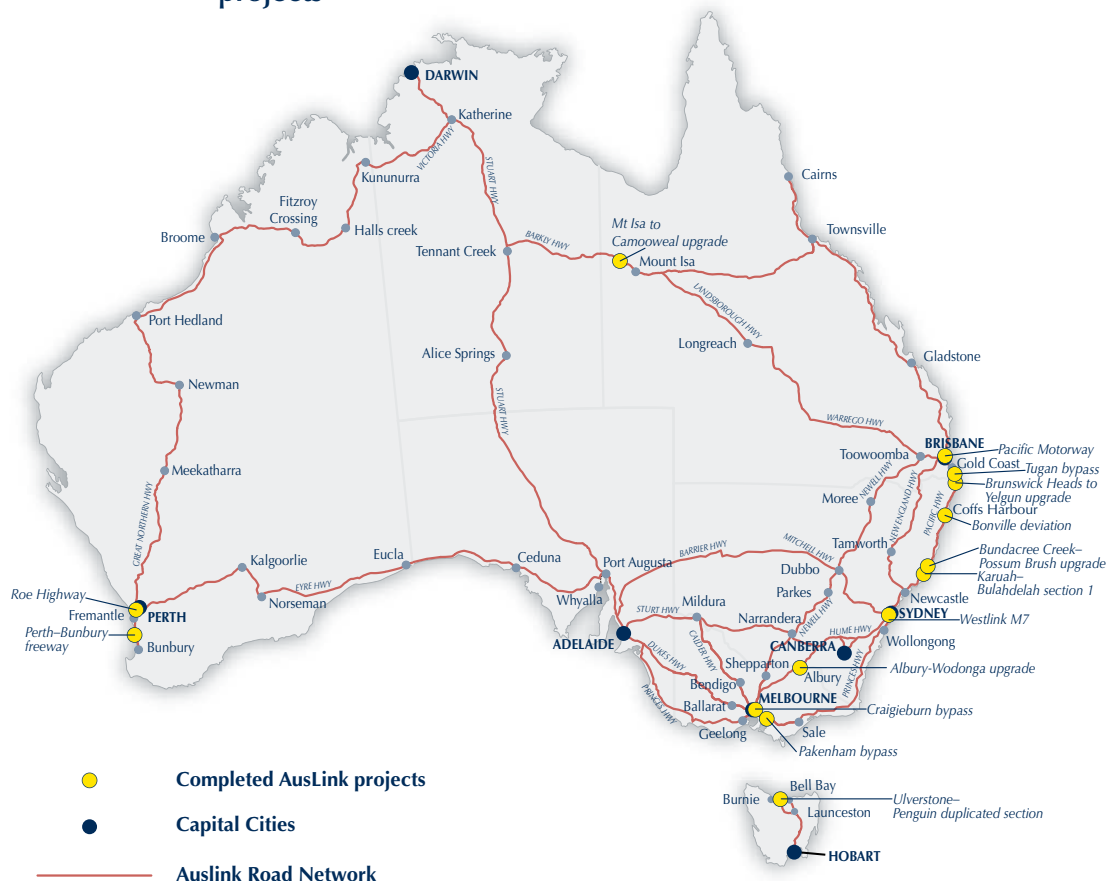 projects
DARWIN
Katherine
VICTORIA HWY
STUART HWY
Kununurra
Cairns
Fitzroy
Crossing
Halls creek
Broome
Mt Isa to
Camooweal upgrade
Townsville
BARKLY HWY
Tennant Creek
Mount Isa
LANDSBOROUGH HWY
Port Hedland
Longreach
Alice Springs
Gladstone
Newman
STUART HWY
WARREGO HWY
BRISBANE
Pacific Motorway
Toowoomba
Gold Coast
Tugan bypass
Meekatharra
NEWELL HWY
Brunswick Heads to
Yelgun upgrade
Moree
NEW ENGLAND HWY
PACIFIC HWY
Coffs Harbour
Bonville deviation
GREAT NORTHERN HWY
Tamworth
MITCHELL HWY
BARRIER HWY
Bundacree Creek–
Possum Brush upgrade
Kalgoorlie
Eucla
Ceduna
Port Augusta
Dubbo
Karuah–
Bulahdelah section 1
EYRE HWY
Norseman
Whyalla
Parkes
Newcastle
Roe Highway
Fremantle
PERTH
STURT HWY
Mildura
Narrandera
NEWELL HWY
SYDNEY
Westlink M7
Perth–Bunbury
freeway
Bunbury
ADELAIDE
DUKES HWY
CALDER HWY
HUME HWY
Wollongong
CANBERRA
Shepparton
Albury
Albury-Wodonga upgrade
PRINCES HWY
PRINCES HWY
Bendigo
MELBOURNE
Ballarat
Craigieburn bypass
Geelong
Sale
Pakenham bypass
Completed AusLink projects
Bell Bay
Burnie
Ulverstone–
Penguin duplicated section
Launceston
Capital Cities
HOBART
Auslink Road Network